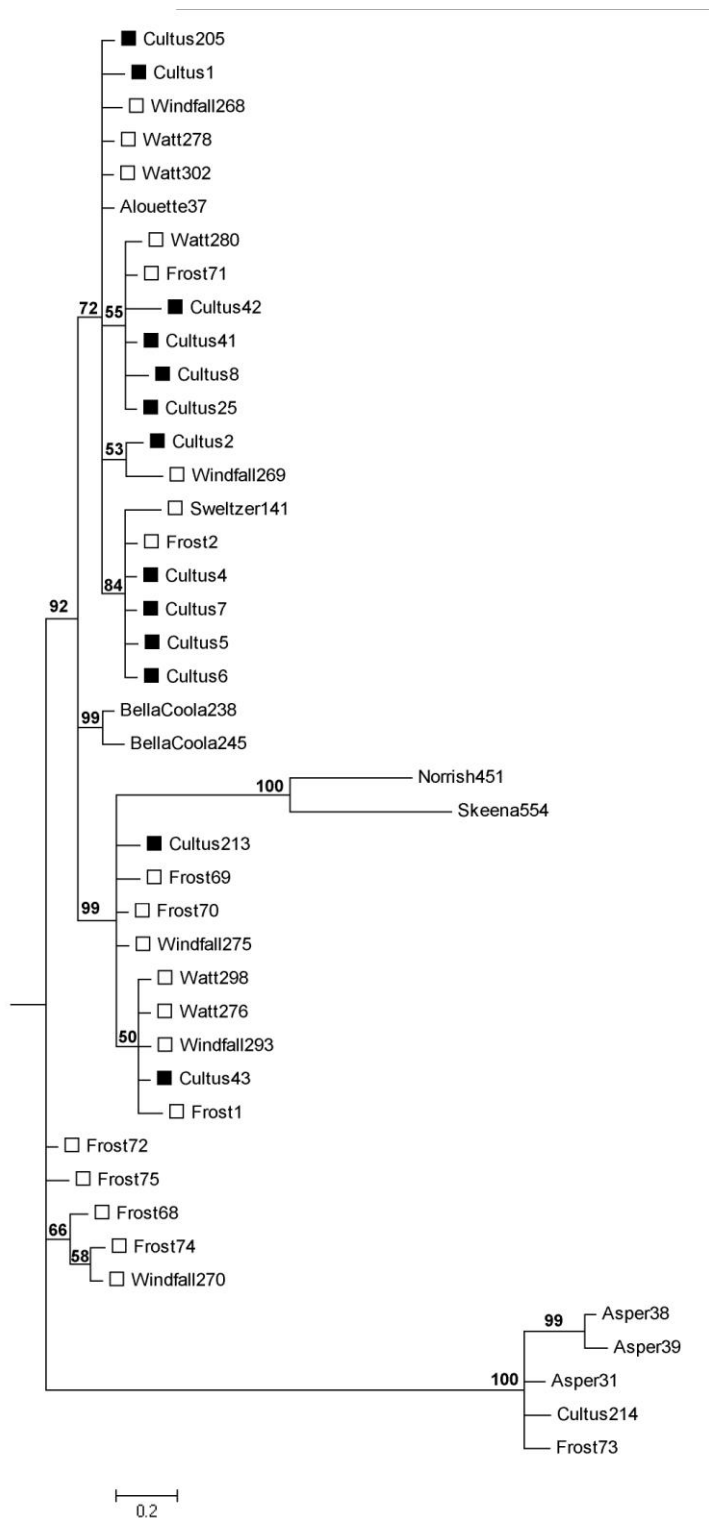 Cultus205
Cultus1
Windfall268
Watt278
Watt302
Alouette37
Watt280
Frost71
72 55 Cultus42
Cultus41
Cultus8
Cultus25
Cultus2
53
Windfall269
Sweltzer141
Frost2
Cultus4
84
Cultus7
92
Cultus5
Cultus6
BellaCoola238
99
BellaCoola245
Norrish451
100
Skeena554
Cultus213
Frost69
99 Frost70
Windfall275
Watt298
Watt276
50 Windfall293
Cultus43
Frost1
Frost72
Frost75
Frost68
66
Frost74
58
Windfall270
Asper38
99
Asper39
100 Asper31
Cultus214
Frost73
0.2